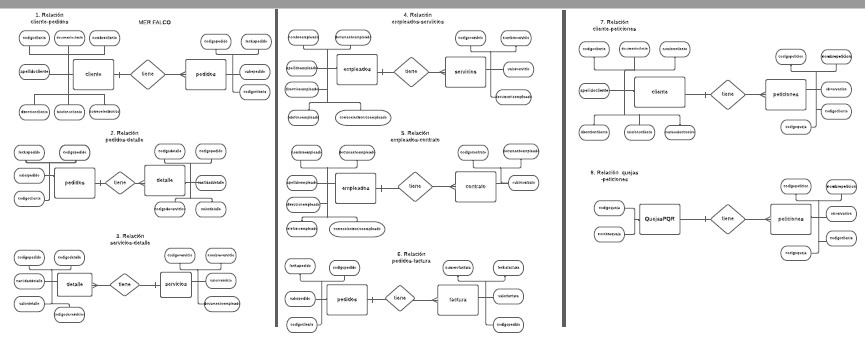 1. Relación
cliente-pedidos
MER FALCO
codigocliente
documentocliente
nombrecliente
apellidocliente
cliente
direccioncliente
telefonocliente
correoelectronico
tiene
codigopedido
fechapedido
pedidos
valorpedido
codigocliente
2. Relación
pedidos-detalle
fechapedido
codigopedido
valorpedido
codigocliente
pedidos
tiene
codigodetalle
codigopedido
detalle
cantidaddetalle
codigoservicio
valordetalle
3. Relación
servicios-detalle
codigopedido
codigodetalle
cantidaddetalle
valordetalle
codigoservicio
detalle
tiene
codigoservicio
nombreservicio
servicios
valorservicio
documentoempleado
4. Relación
empleados-servicios
nombreempleado
documentoempleado
apellidoempleado
direccionempleado
telefonoempleado
correoelectronicoempleado
empleados
tiene
codigoservicio
nombreservicio
servicios
valorservicio
documentoempleado
5. Relación
empleados-contrato
nombreempleado
documentoempleado
apellidoempleado
direccionempleado
telefonoempleado
correoelectronicoempleado
empleados
tiene
codigocontrato
documentoempleado
contrato
valorcontrato
6. Relación
pedidos-factura
fechapedido
codigopedido
valorpedido
codigocliente
pedidos
tiene
numerofactura
fechafactura
factura
valorfactura
codigopedido
7. Relación
cliente-peticiones
codigocliente
documentocliente
nombrecliente
apellidocliente
cliente
direccioncliente
telefonocliente
correoelectronico
tiene
codigopeticion
nombrepeticion
peticiones
observacion
codigocliente
codigoqueja
8. Relación quejas
-peticiones
codigoqueja
nombrequeja
QuejasPQR
tiene
codigopeticion
nombrepeticion
peticiones
observacion
codigocliente
codigoqueja